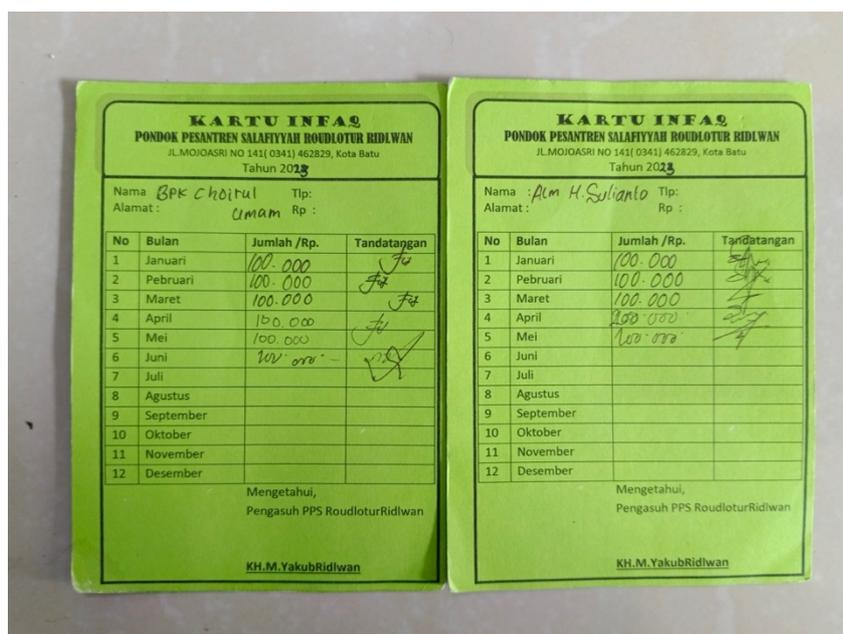 KARTU INFAQ
PONDOK PESANTREN SALAFIYYAH ROUDLOTUR RIDLWAN
JL.MOJOASRI NO 141( 0341) 462829, Kota Batu
Tahun 2023
Nama BPK Choirul Tlp:
Alamat : Umam Rp :
No Bulan Jumlah /Rp. Tandatangan
1 Januari 100.000
2 Pebruari 100.000
3 Maret 100.000
4 April 100.000
5 Mei 100.000
6 Juni
7 Juli
8 Agustus
9 September
10 Oktober
11 November
12 Desember
Mengetahui,
Pengasuh PPS RoudloturRidlwan
KH.M.YakubRidlwan
KARTU INFAQ
PONDOK PESANTREN SALAFIYYAH ROUDLOTUR RIDLWAN
JL.MOJOASRI NO 141( 0341) 462829, Kota Batu
Tahun 2023
Nama : Alm H.Sulianto Tlp:
Alamat : Rp :
No Bulan Jumlah /Rp. Tandatangan
1 Januari 100.000
2 Pebruari 100.000
3 Maret 100.000
4 April
5 Mei
6 Juni
7 Juli
8 Agustus
9 September
10 Oktober
11 November
12 Desember
Mengetahui,
Pengasuh PPS RoudloturRidlwan
KH.M.YakubRidlwan